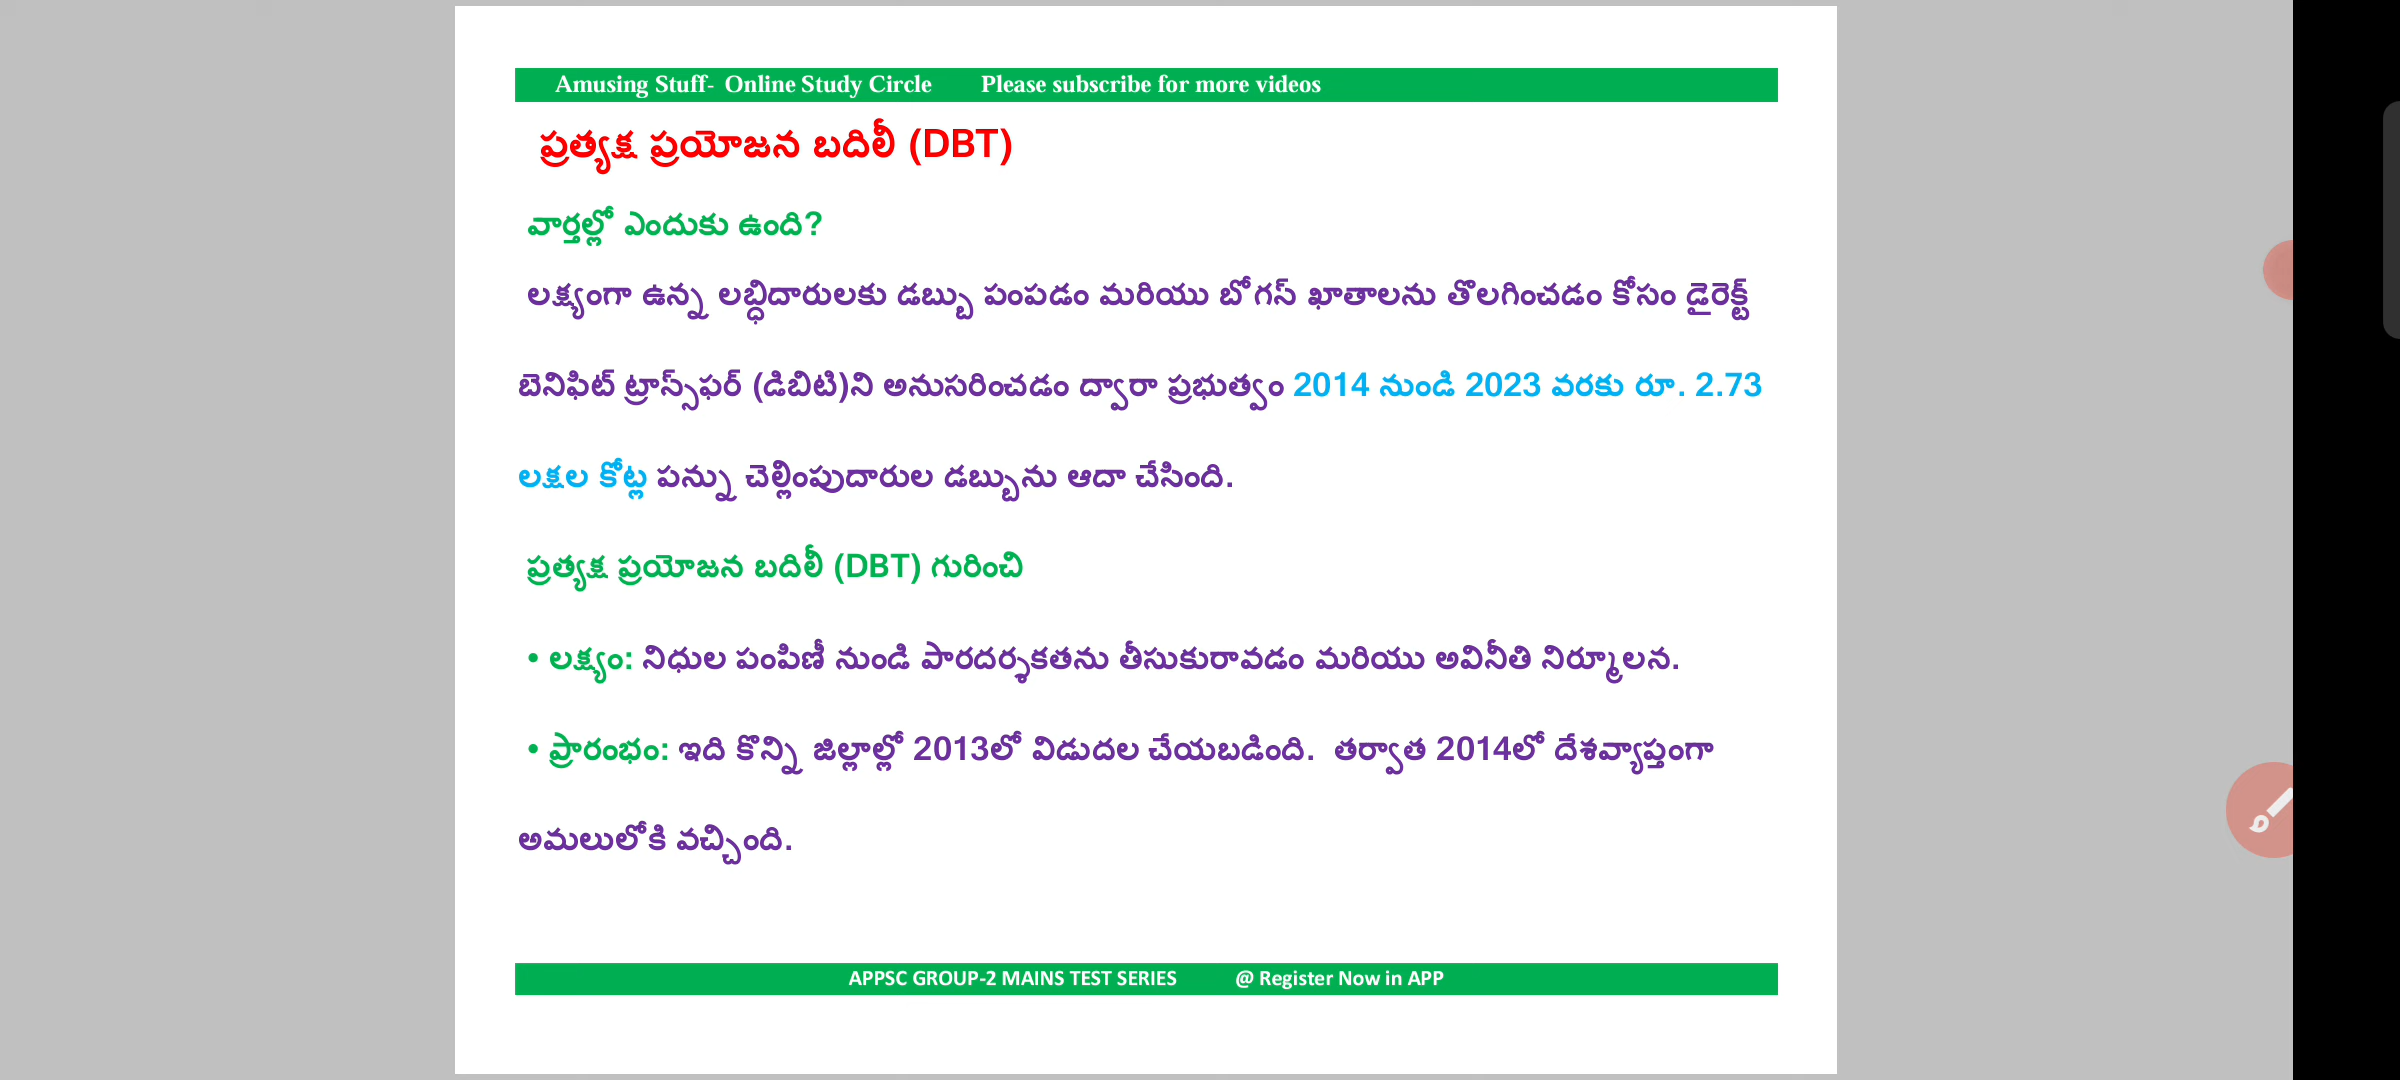 Amusing Stuff- Online Study Circle Please subscribe for more videos
ప్రత్యక్ష ప్రయోజన బదిలీ (DBT)
వార్తల్లో ఎందుకు ఉంది?
లక్ష్యంగా ఉన్న లబ్ధిదారులకు డబ్బు పంపడం మరియు బోగస్ ఖాతాలను తొలగించడం కోసం డైరెక్ట్
బెనిఫిట్ ట్రాన్స్‌ఫర్ (డిబిటి)ని అనుసరించడం ద్వారా ప్రభుత్వం 2014 నుండి 2023 వరకు రూ. 2.73
లక్షల కోట్ల పన్ను చెల్లింపుదారుల డబ్బును ఆదా చేసింది.
ప్రత్యక్ష ప్రయోజన బదిలీ (DBT) గురించి
• లక్ష్యం: నిధుల పంపిణీ నుండి పారదర్శకతను తీసుకురావడం మరియు అవినీతి నిర్మూలన.
• ప్రారంభం: ఇది కొన్ని జిల్లాల్లో 2013లో విడుదల చేయబడింది. తర్వాత 2014లో దేశవ్యాప్తంగా
అమలులోకి వచ్చింది.
APPSC GROUP-2 MAINS TEST SERIES @ Register Now in APP